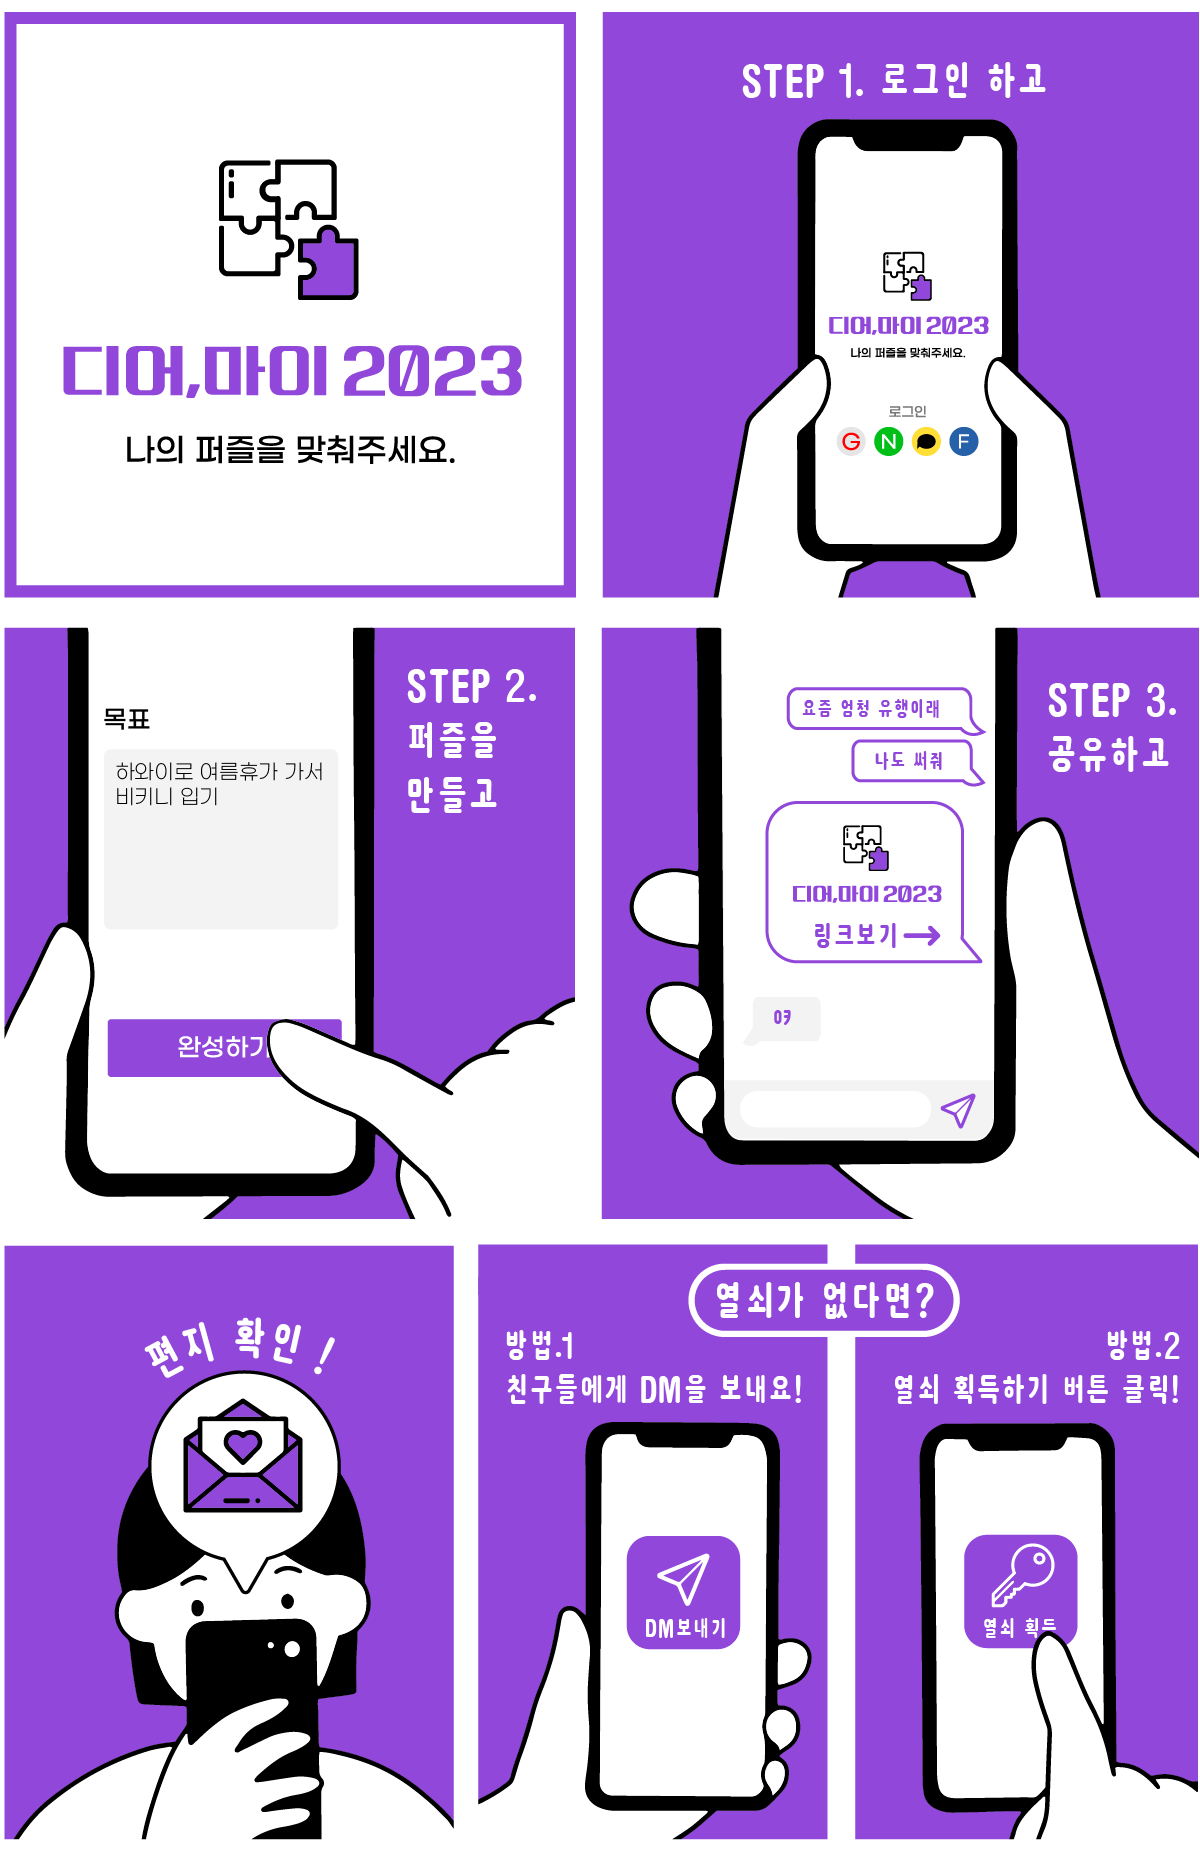 디어,마이 2023
나의 퍼즐을 맞춰주세요.
STEP 1. 로그인 하고
디어,마이 2023
나의 퍼즐을 맞춰주세요.
로그인
G N F
STEP 2.
퍼즐을
만들고
목표
하와이로 여름휴가 가서
비키니 입기
완성하기
STEP 3.
공유하고
요즘 엄청 유행이래
나도 써줘
디어,마이 2023
링크보기
ㅇㅋ
편지 확인!
열쇠가 없다면?
방법.1
친구들에게 DM을 보내요!
DM보내기
방법.2
열쇠 획득하기 버튼 클릭!
열쇠 획득